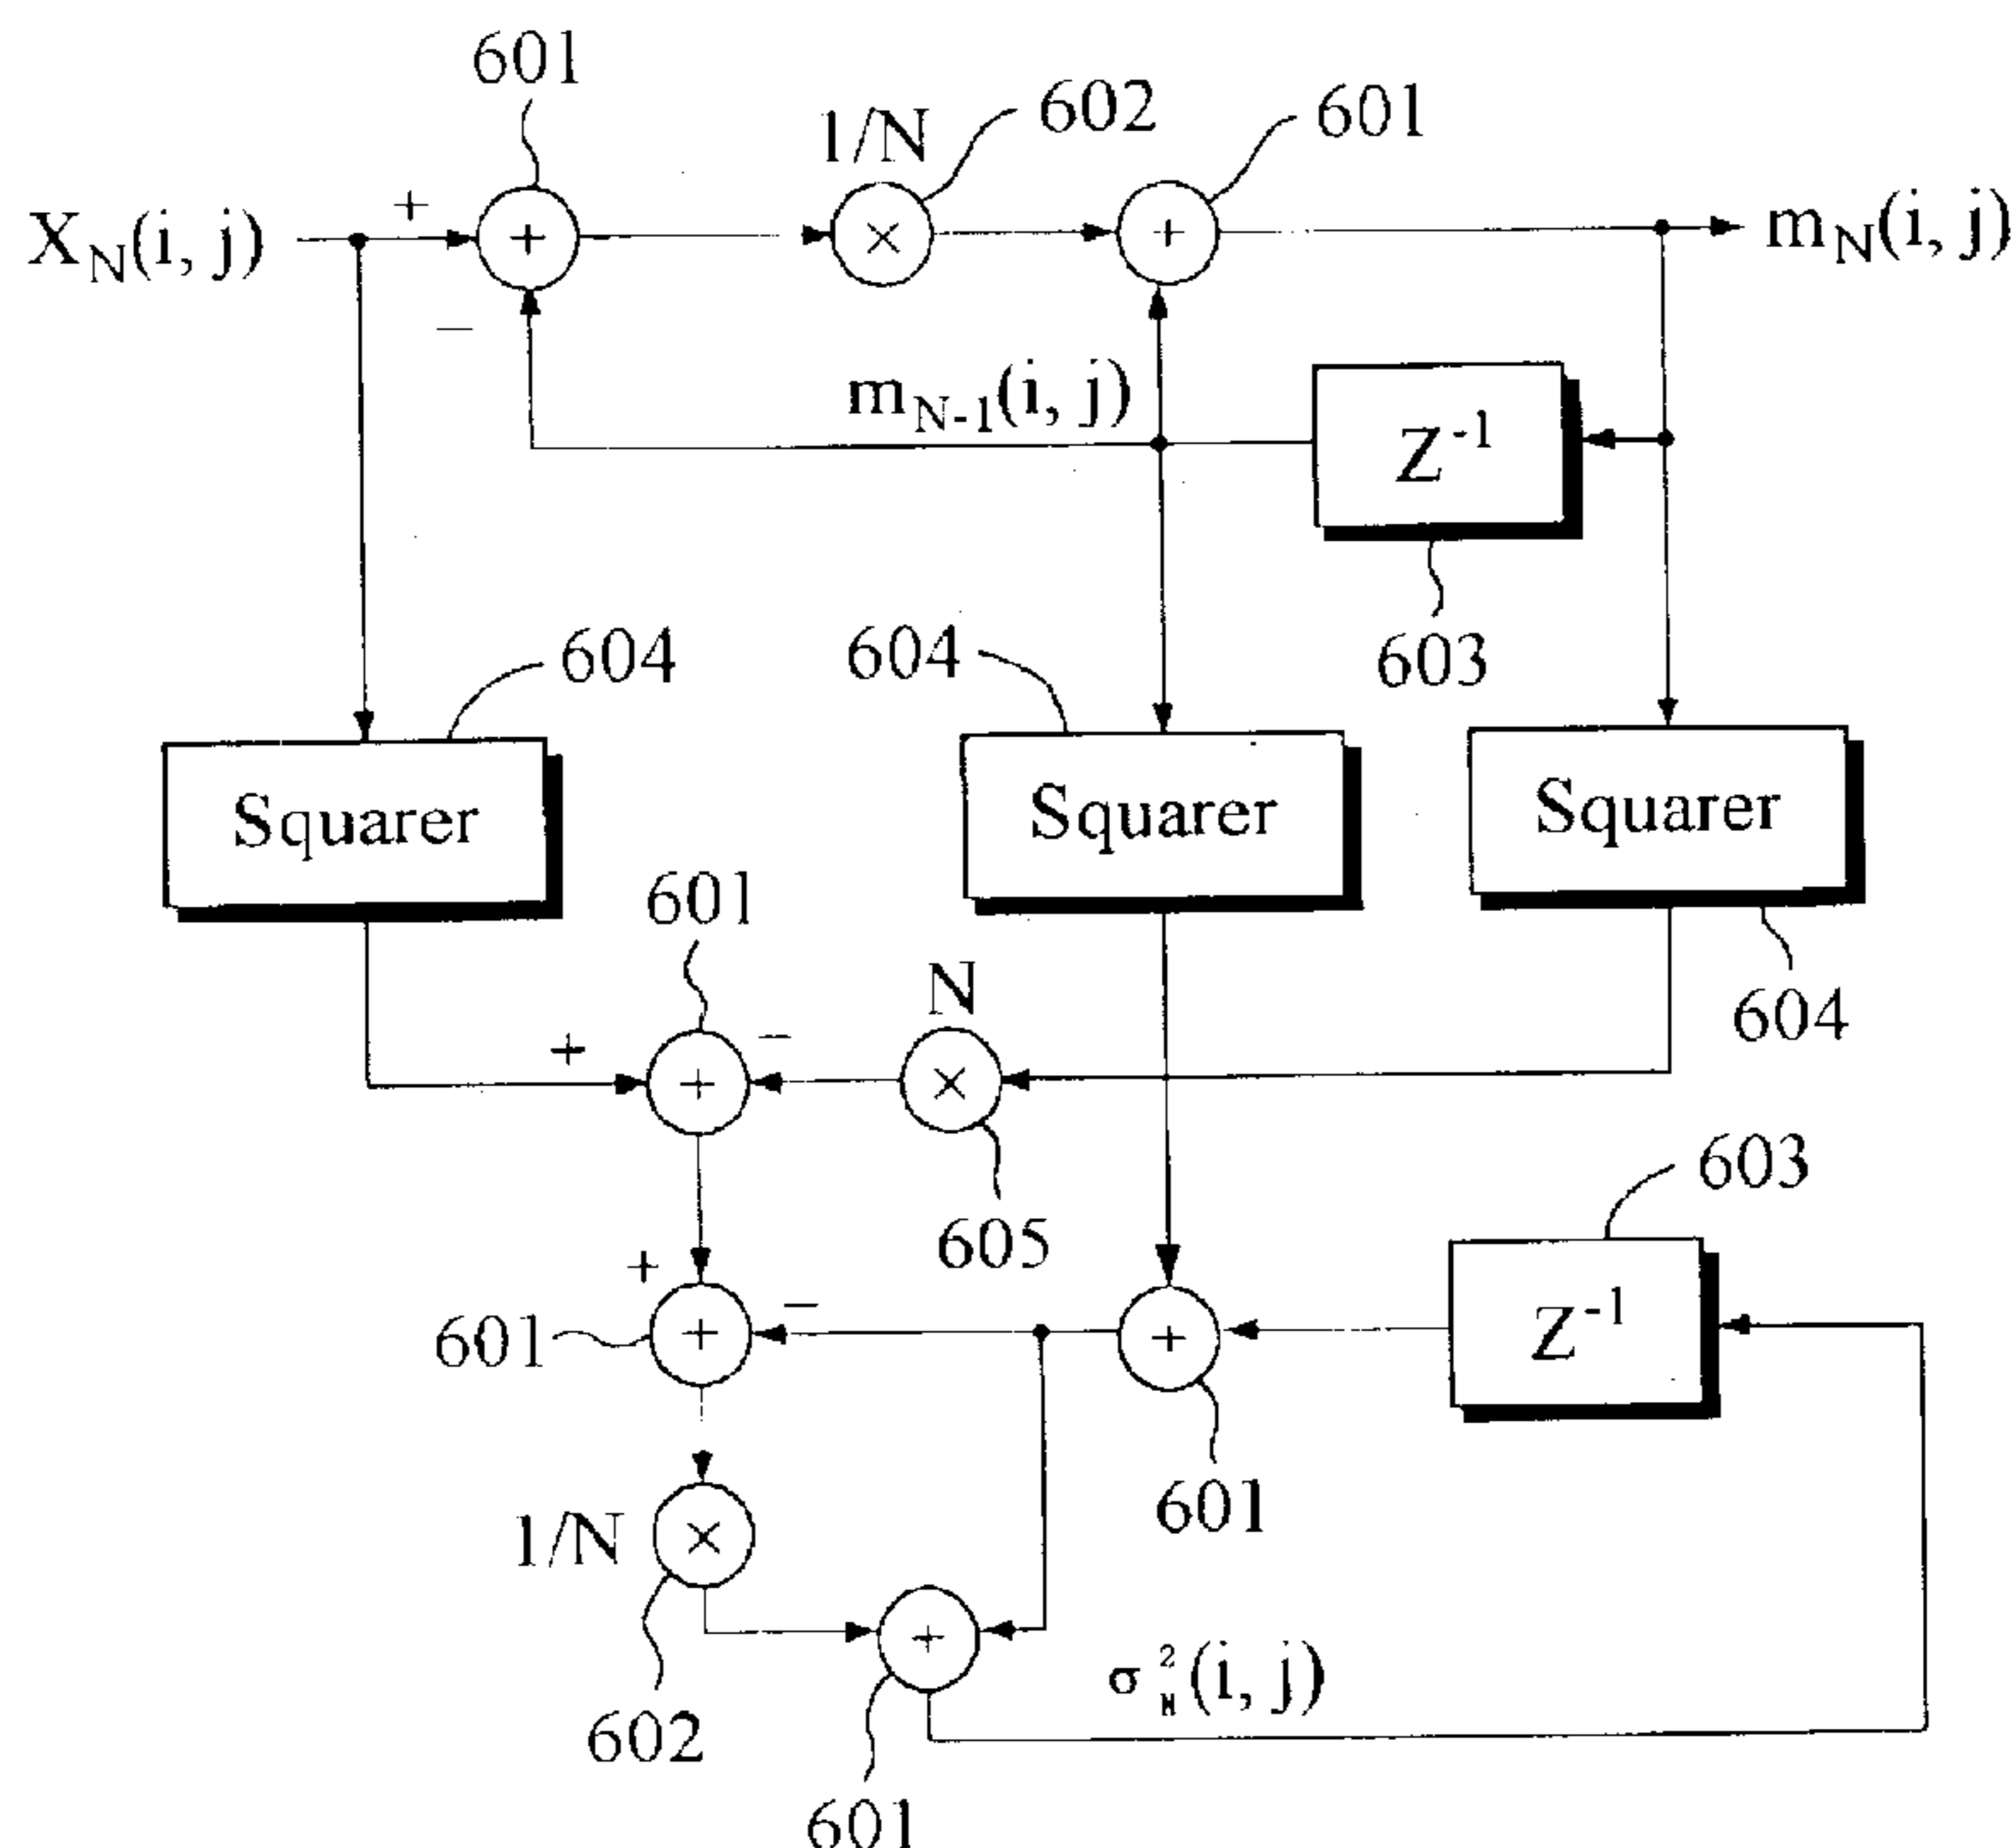 601
602
601
1/N
X_N(i, j)
+
+
×
+
m_N(i, j)
−
m_{N-1}(i, j)
Z^{-1}
603
604
604
Squarer
Squarer
Squarer
601
N
604
+
−
+
×
605
603
+
−
601
+
+
Z^{-1}
601
1/N
×
602
+
σ_N^2(i, j)
601